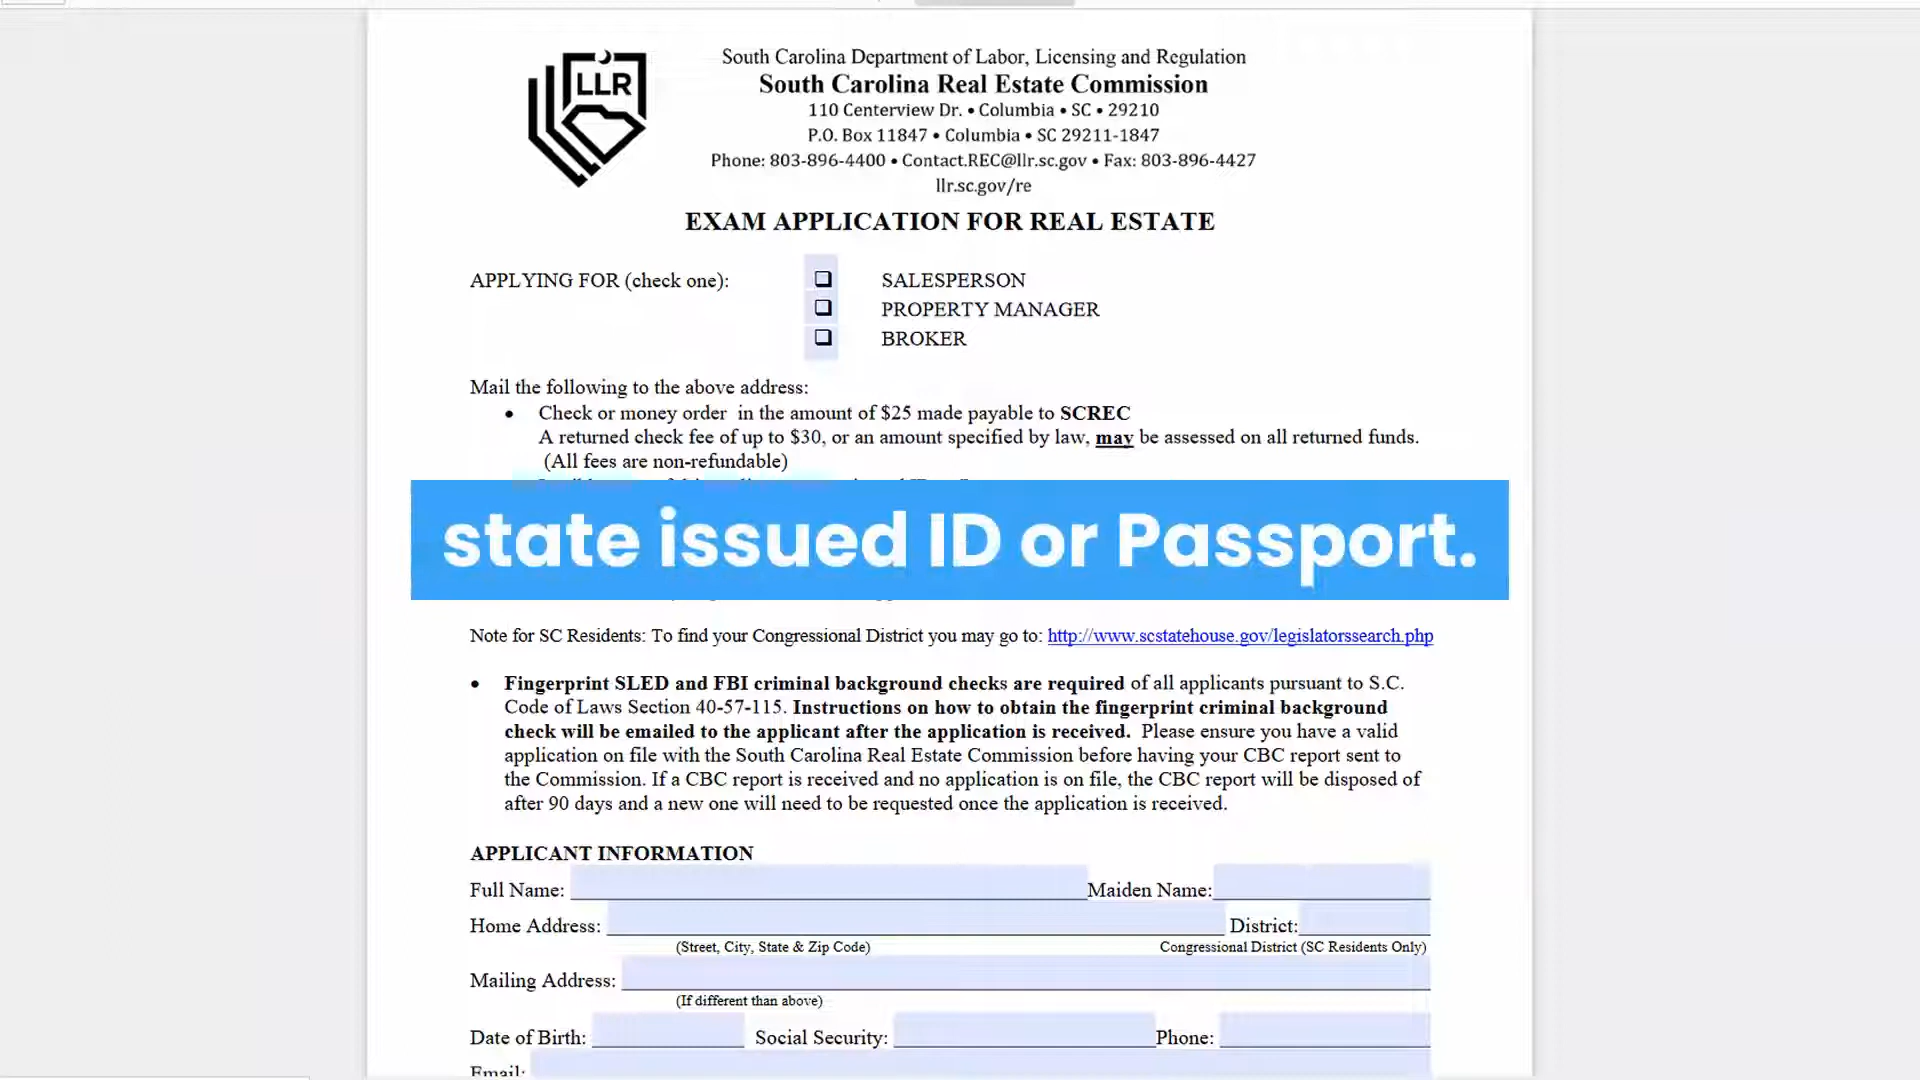 LLR
South Carolina Department of Labor, Licensing and Regulation
South Carolina Real Estate Commission
110 Centerview Dr. • Columbia • SC • 29210
P.O. Box 11847 • Columbia • SC 29211-1847
Phone: 803-896-4400 • Contact.REC@llr.sc.gov • Fax: 803-896-4427
llr.sc.gov/re
EXAM APPLICATION FOR REAL ESTATE
APPLYING FOR (check one): ❑ SALESPERSON
❑ PROPERTY MANAGER
❑ BROKER
Mail the following to the above address:
• Check or money order in the amount of $25 made payable to SCREC
A returned check fee of up to $30, or an amount specified by law, may be assessed on all returned funds.
(All fees are non-refundable)
state issued ID or Passport.
Note for SC Residents: To find your Congressional District you may go to: http://www.scstatehouse.gov/legislatorssearch.php
• Fingerprint SLED and FBI criminal background checks are required of all applicants pursuant to S.C.
Code of Laws Section 40-57-115. Instructions on how to obtain the fingerprint criminal background
check will be emailed to the applicant after the application is received. Please ensure you have a valid
application on file with the South Carolina Real Estate Commission before having your CBC report sent to
the Commission. If a CBC report is received and no application is on file, the CBC report will be disposed of
after 90 days and a new one will need to be requested once the application is received.
APPLICANT INFORMATION
Full Name: Maiden Name:
Home Address: District:
(Street, City, State & Zip Code) Congressional District (SC Residents Only)
Mailing Address:
(If different than above)
Date of Birth: Social Security: Phone:
Email: